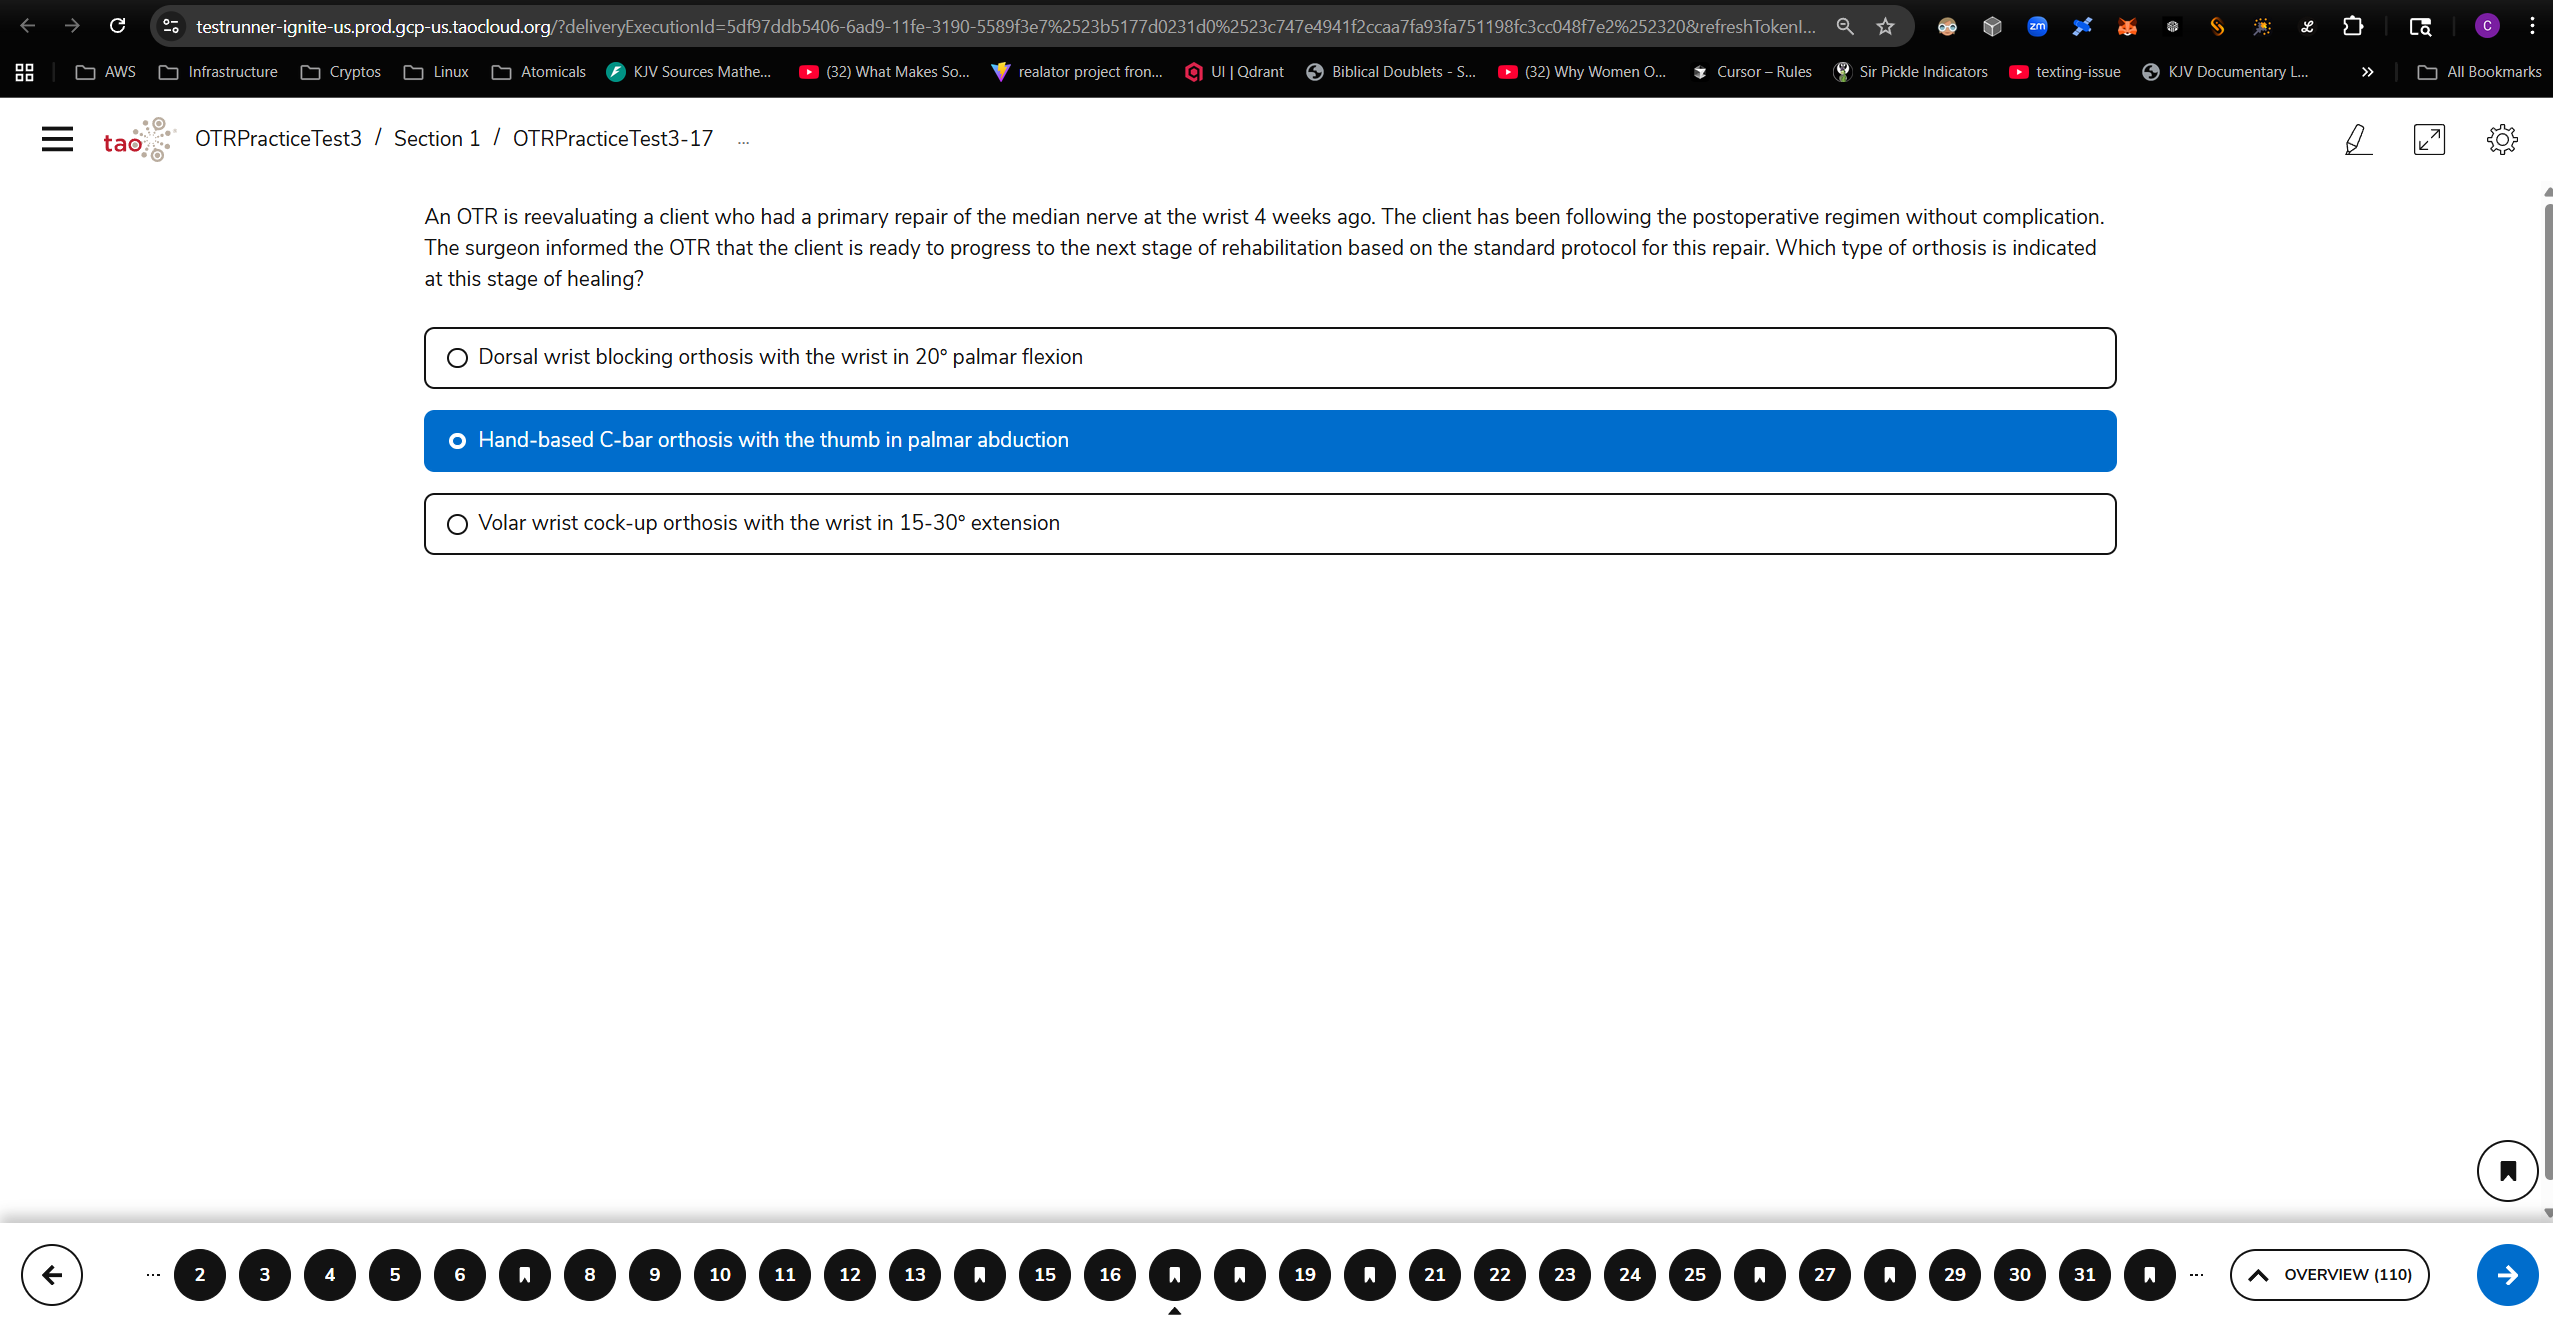 testrunner-ignite-us.prod.gcp-us.taocloud.org/?deliveryExecutionId=5df97ddb5406-6ad9-11fe-3190-5589f3e7%2523b5177d0231d0%2523c747e4941f2ccaa7fa93fa751198fc3cc048f7e2%252320&refreshTokenI...
zm
C
AWS Infrastructure Cryptos Linux Atomicals KJV Sources Mathe... (32) What Makes So... realator project fron... UI | Qdrant Biblical Doublets - S... (32) Why Women O... Cursor – Rules Sir Pickle Indicators texting-issue KJV Documentary L... » All Bookmarks
tao OTRPracticeTest3 / Section 1 / OTRPracticeTest3-17 ...
An OTR is reevaluating a client who had a primary repair of the median nerve at the wrist 4 weeks ago. The client has been following the postoperative regimen without complication.
The surgeon informed the OTR that the client is ready to progress to the next stage of rehabilitation based on the standard protocol for this repair. Which type of orthosis is indicated
at this stage of healing?
Dorsal wrist blocking orthosis with the wrist in 20° palmar flexion
Hand-based C-bar orthosis with the thumb in palmar abduction
Volar wrist cock-up orthosis with the wrist in 15-30° extension
... 2 3 4 5 6 8 9 10 11 12 13 15 16 19 21 22 23 24 25 27 29 30 31 ... OVERVIEW (110)